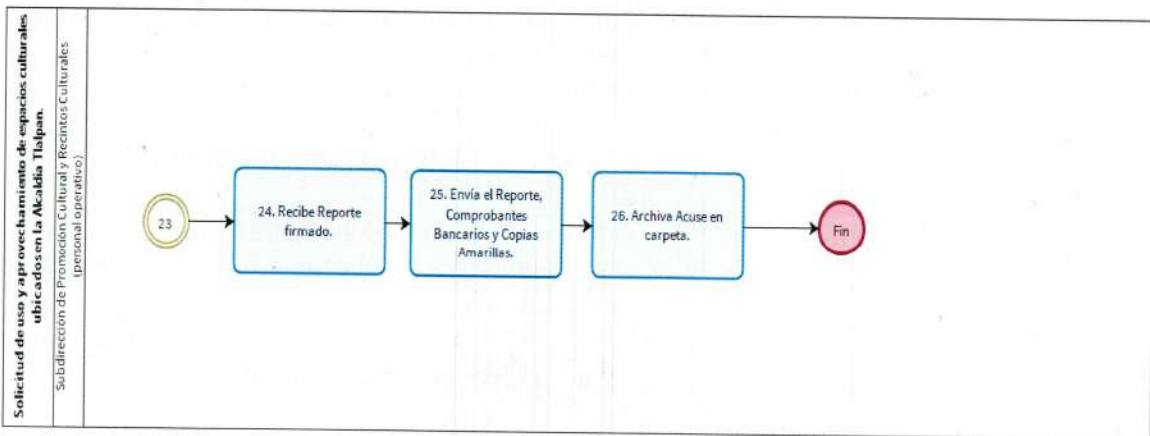 Solicitud de uso y aprovechamiento de espacios culturales
ubicados en la Alcaldía Tlalpan.
Subdirección de Promoción Cultural y Recintos Culturales
(personal operativo)
23
24. Recibe Reporte
firmado.
25. Envía el Reporte,
Comprobantes
Bancarios y Copias
Amarillas.
26. Archiva Acuse en
carpeta.
Fin